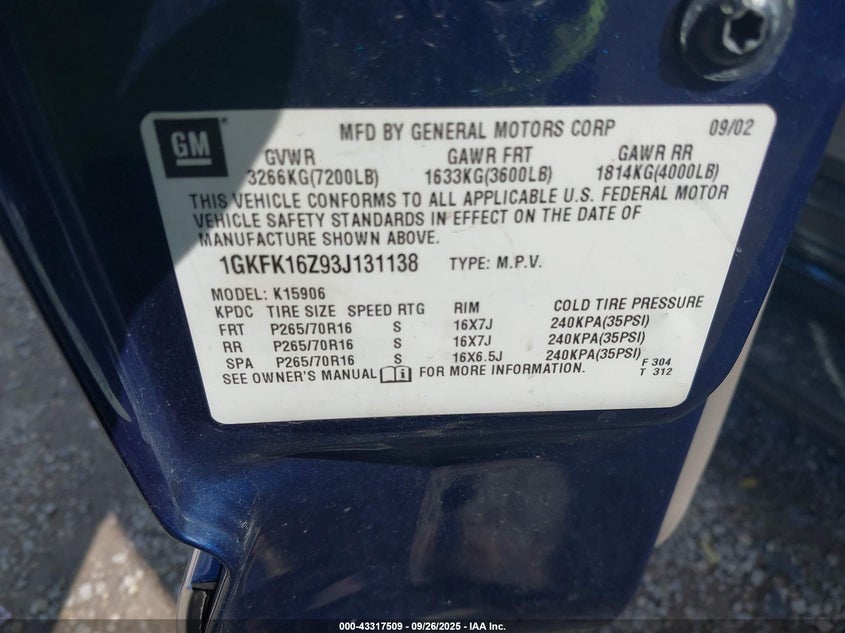 GM
MFD BY GENERAL MOTORS CORP 09/02
GVWR GAWR FRT GAWR RR
3266KG(7200LB) 1633KG(3600LB) 1814KG(4000LB)
THIS VEHICLE CONFORMS TO ALL APPLICABLE U.S. FEDERAL MOTOR
VEHICLE SAFETY STANDARDS IN EFFECT ON THE DATE OF
MANUFACTURE SHOWN ABOVE.
1GKFK16Z93J131138 TYPE: M.P.V.
MODEL: K15906
KPDC TIRE SIZE SPEED RTG RIM COLD TIRE PRESSURE
FRT P265/70R16 S 16X7J 240KPA(35PSI)
RR P265/70R16 S 16X7J 240KPA(35PSI)
SPA P265/70R16 S 16X6.5J 240KPA(35PSI)
SEE OWNER'S MANUAL FOR MORE INFORMATION.
F 304
T 312
000-43317509 - 09/26/2025 - IAA Inc.